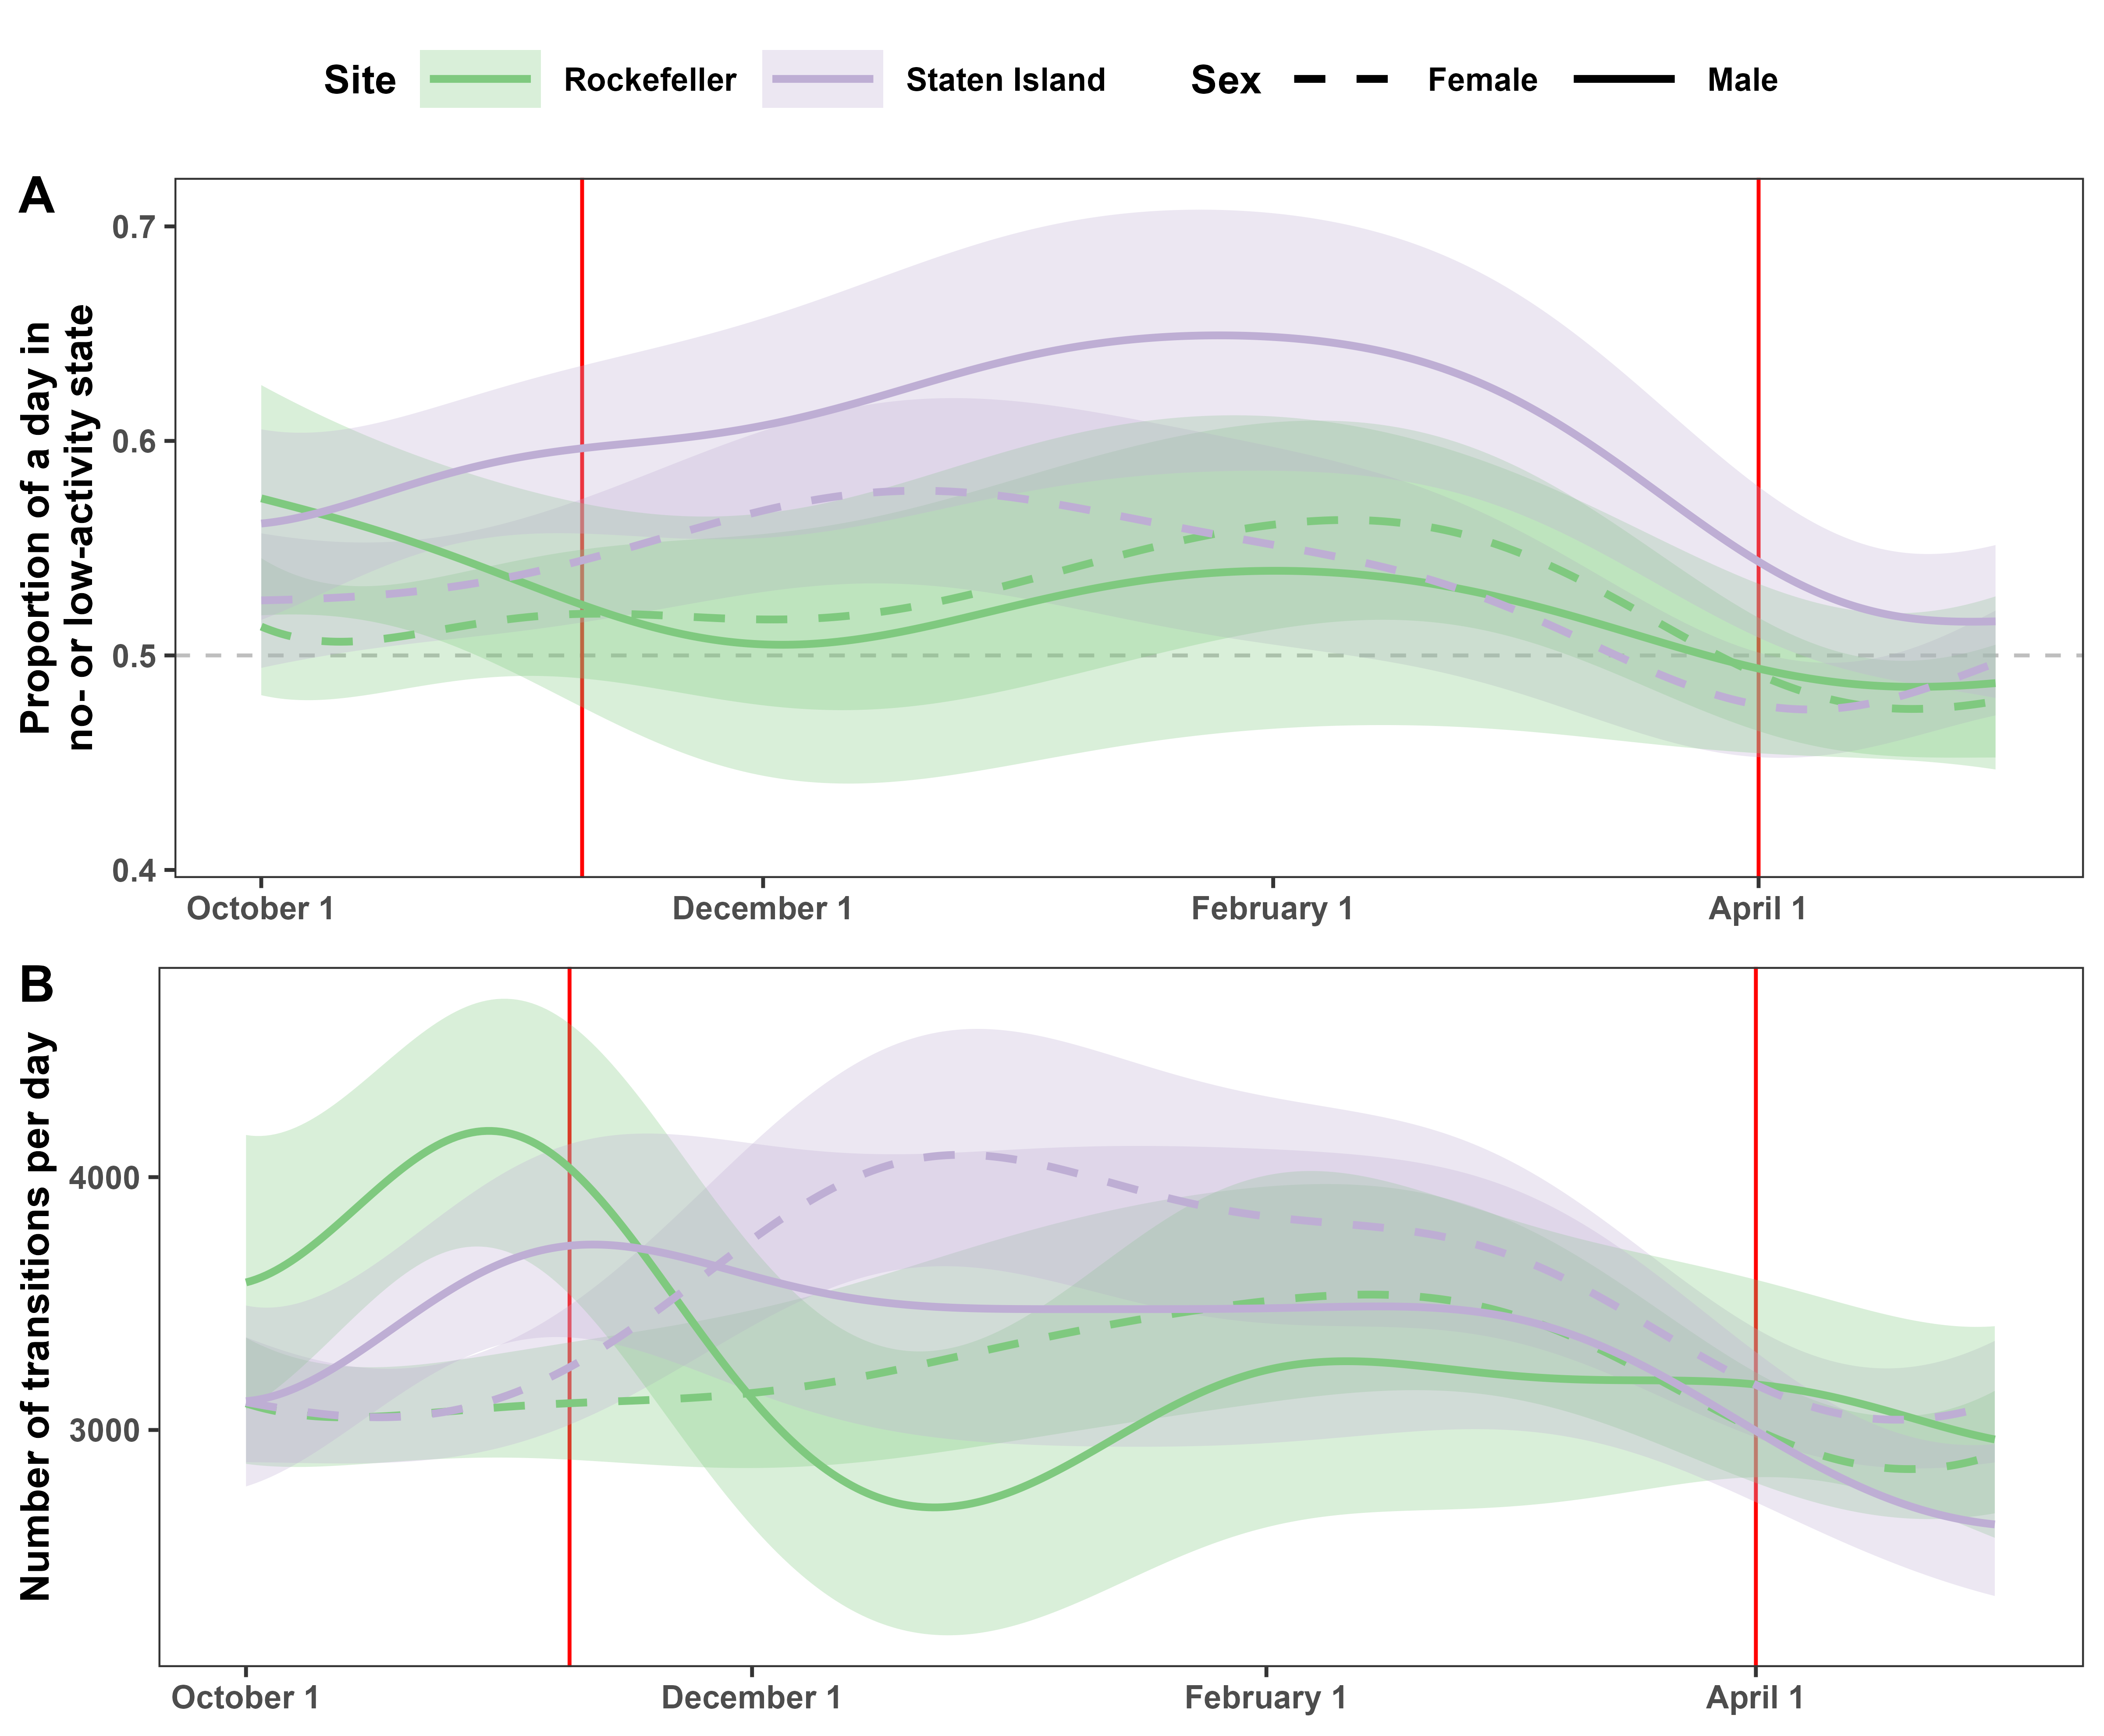 Site Rockefeller Staten Island Sex Female Male
A
Proportion of a day in
no- or low-activity state
0.7
0.6
0.5
0.4
October 1 December 1 February 1 April 1
B
Number of transitions per day
4000
3000
October 1 December 1 February 1 April 1